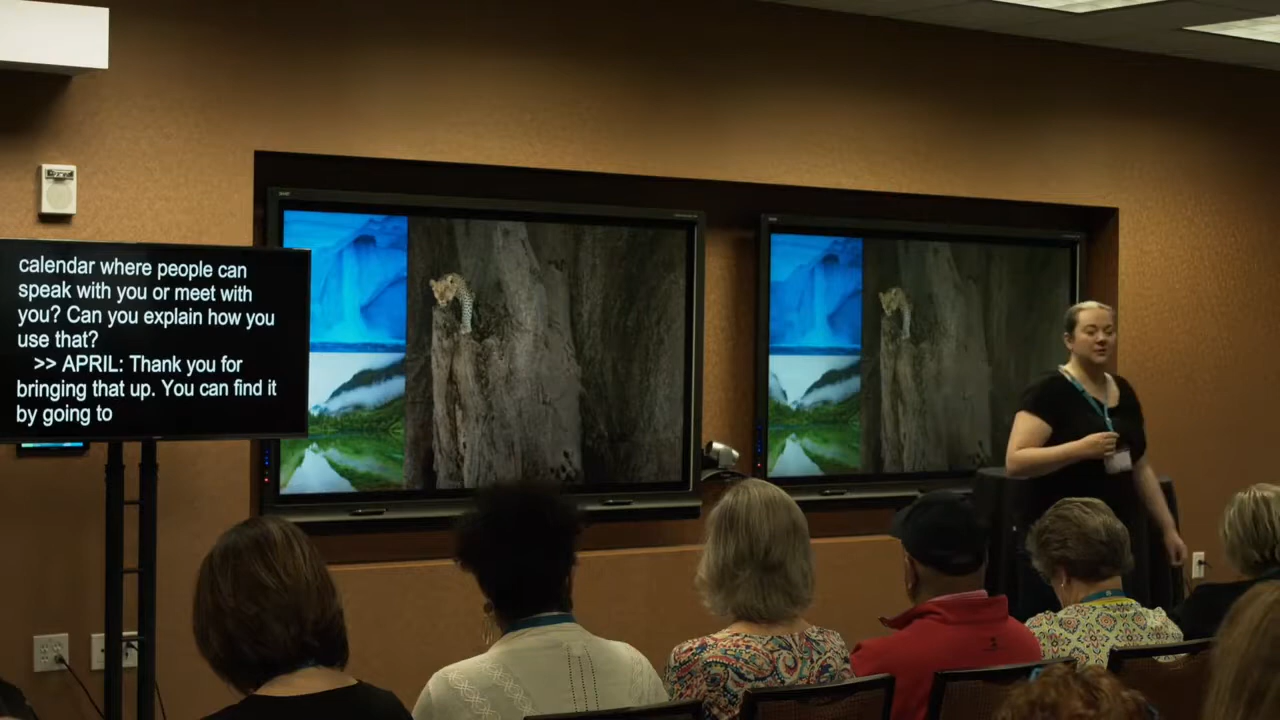 calendar where people can
speak with you or meet with
you? Can you explain how you
use that?
>> APRIL: Thank you for
bringing that up. You can find it
by going to